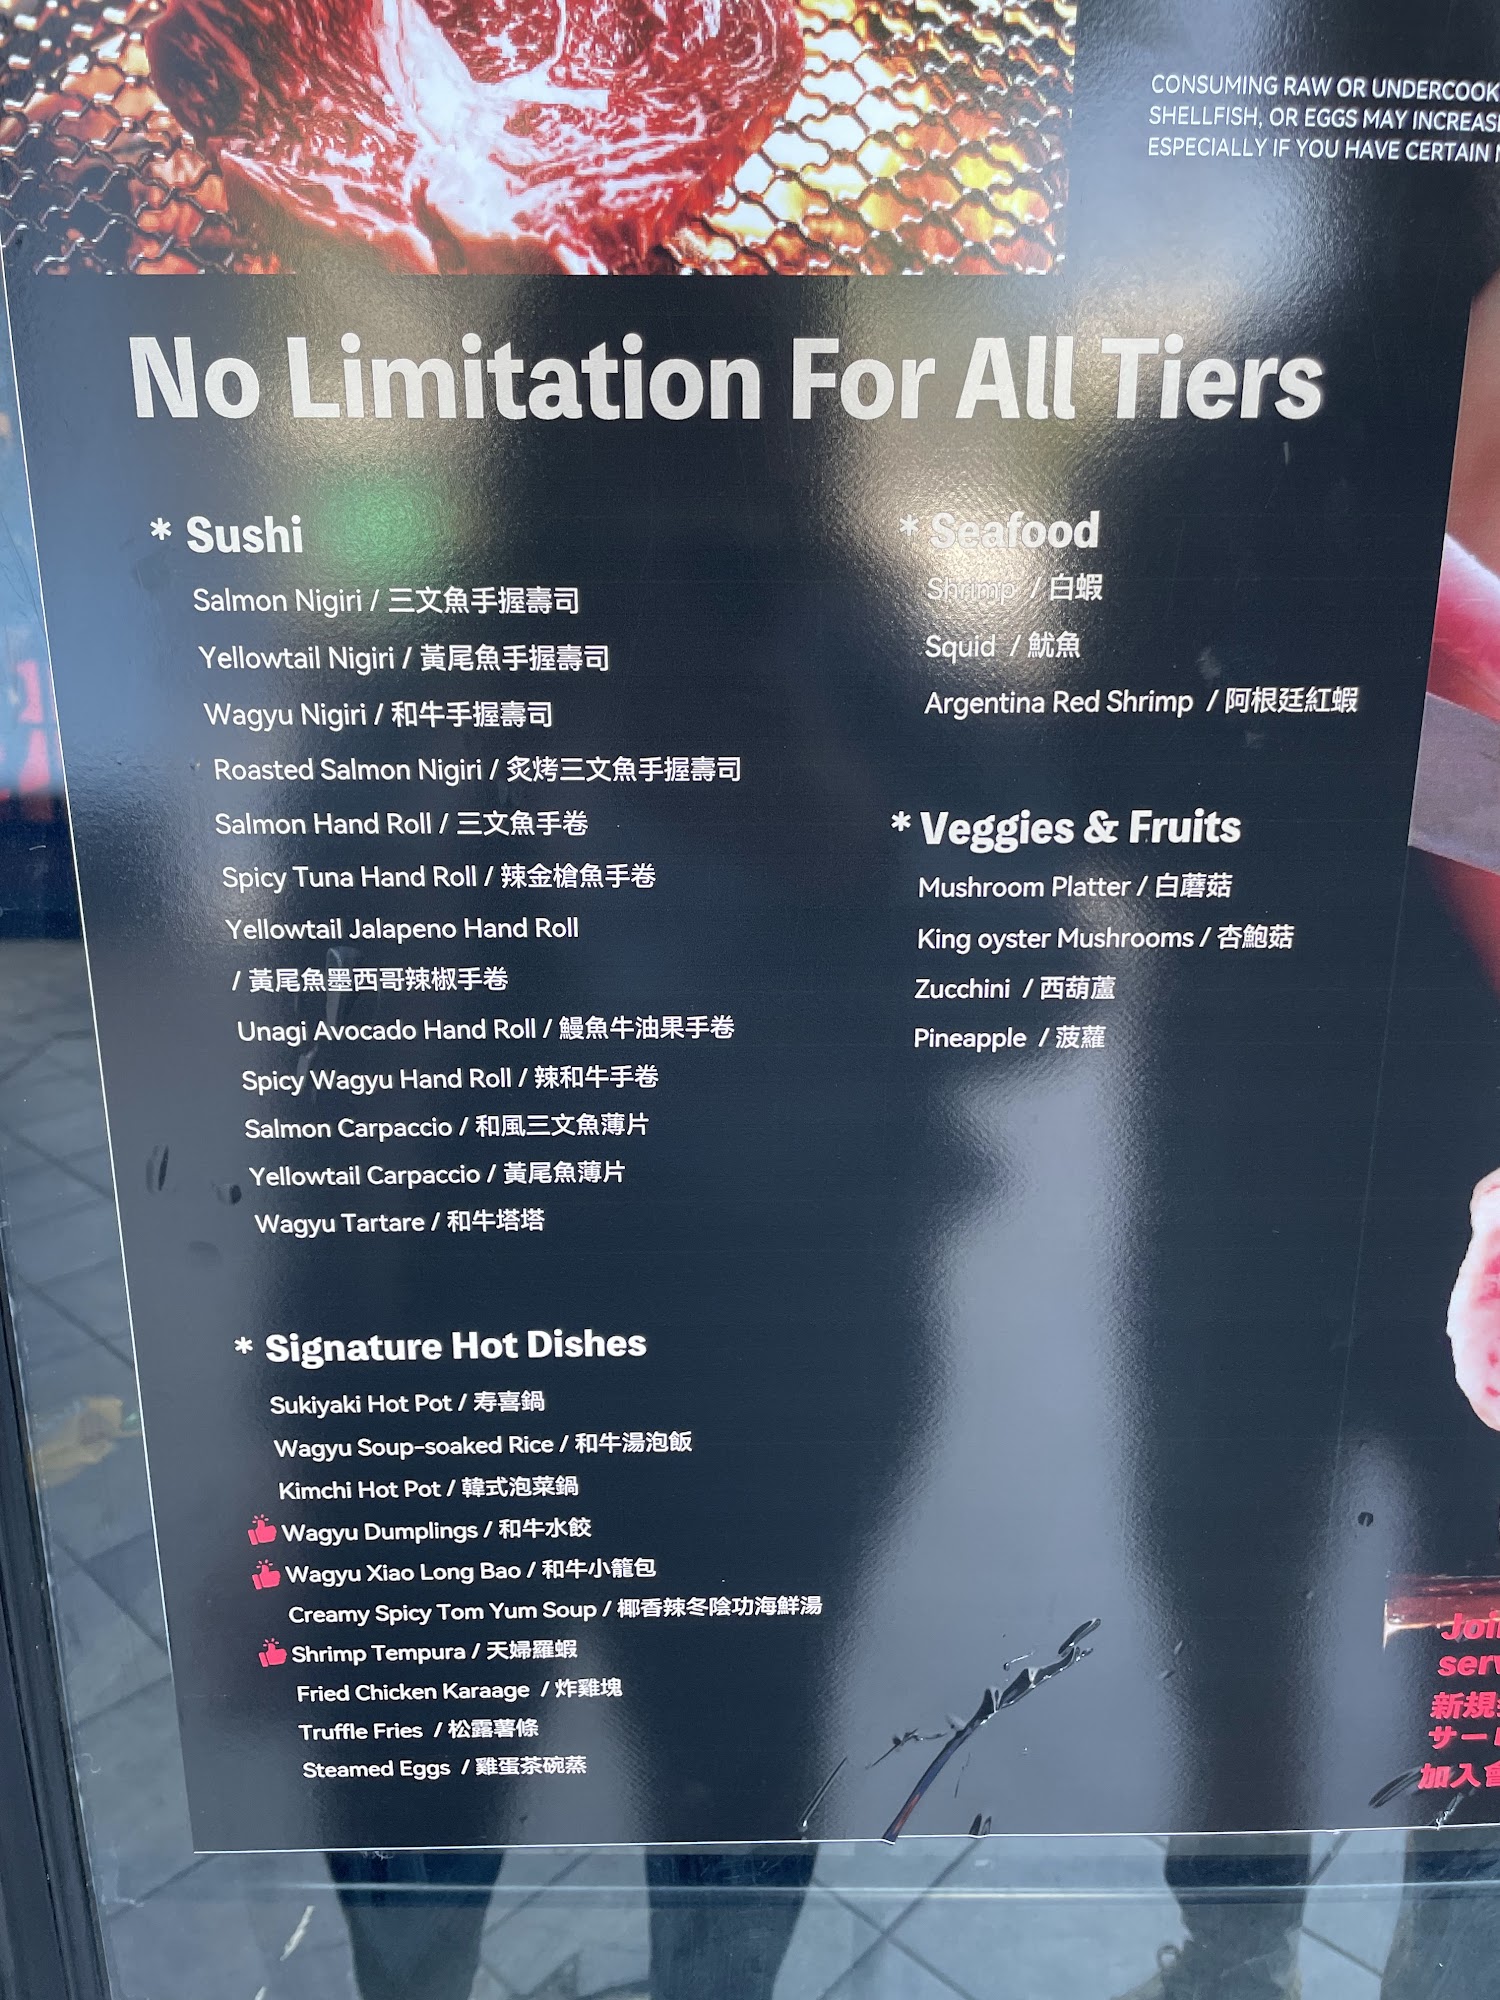 CONSUMING RAW OR UNDERCOOK
SHELLFISH, OR EGGS MAY INCREAS
ESPECIALLY IF YOU HAVE CERTAIN
No Limitation For All Tiers
* Sushi
Salmon Nigiri / 三文魚手握壽司
Yellowtail Nigiri / 黃尾魚手握壽司
Wagyu Nigiri / 和牛手握壽司
Roasted Salmon Nigiri / 炙烤三文魚手握壽司
Salmon Hand Roll / 三文魚手卷
Spicy Tuna Hand Roll / 辣金槍魚手卷
Yellowtail Jalapeno Hand Roll
/ 黃尾魚墨西哥辣椒手卷
Unagi Avocado Hand Roll / 鰻魚牛油果手卷
Spicy Wagyu Hand Roll / 辣和牛手卷
Salmon Carpaccio / 和風三文魚薄片
Yellowtail Carpaccio / 黃尾魚薄片
Wagyu Tartare / 和牛塔塔
* Signature Hot Dishes
Sukiyaki Hot Pot / 寿喜鍋
Wagyu Soup-soaked Rice / 和牛湯泡飯
Kimchi Hot Pot / 韓式泡菜鍋
Wagyu Dumplings / 和牛水餃
Wagyu Xiao Long Bao / 和牛小籠包
Creamy Spicy Tom Yum Soup / 椰香辣冬陰功海鮮湯
Shrimp Tempura / 天婦羅蝦
Fried Chicken Karaage / 炸雞塊
Truffle Fries / 松露薯條
Steamed Eggs / 雞蛋茶碗蒸
* Seafood
Shrimp / 白蝦
Squid / 魷魚
Argentina Red Shrimp / 阿根廷紅蝦
* Veggies & Fruits
Mushroom Platter / 白蘑菇
King oyster Mushrooms / 杏鮑菇
Zucchini / 西葫蘆
Pineapple / 菠蘿
Joi
serv
新規
サー
加入會